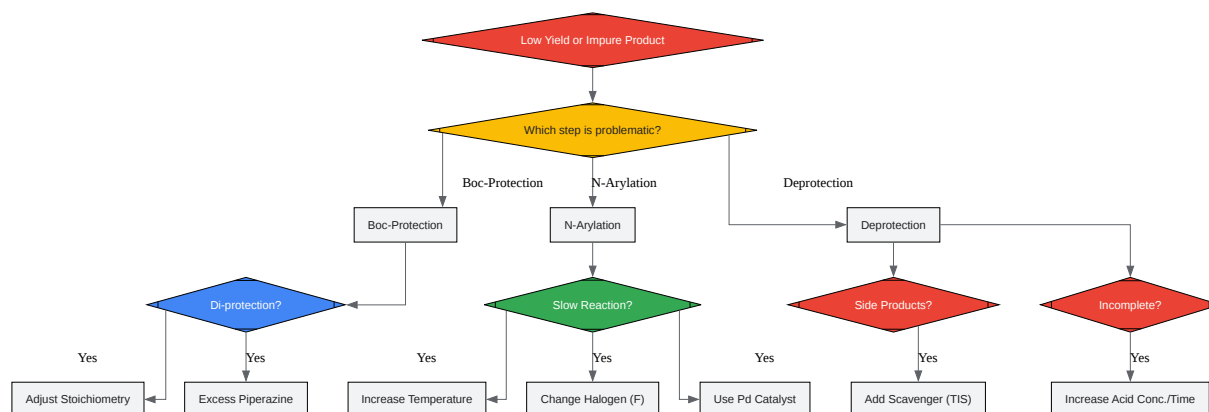 Low Yield or Impure Product
Which step is problematic?
Boc-Protection
N-Arylation
Deprotection
Boc-Protection
N-Arylation
Deprotection
Di-protection?
Slow Reaction?
Side Products?
Incomplete?
Yes
Yes
Yes
Yes
Yes
Yes
Yes
Adjust Stoichiometry
Excess Piperazine
Increase Temperature
Change Halogen (F)
Use Pd Catalyst
Add Scavenger (TIS)
Increase Acid Conc./Time